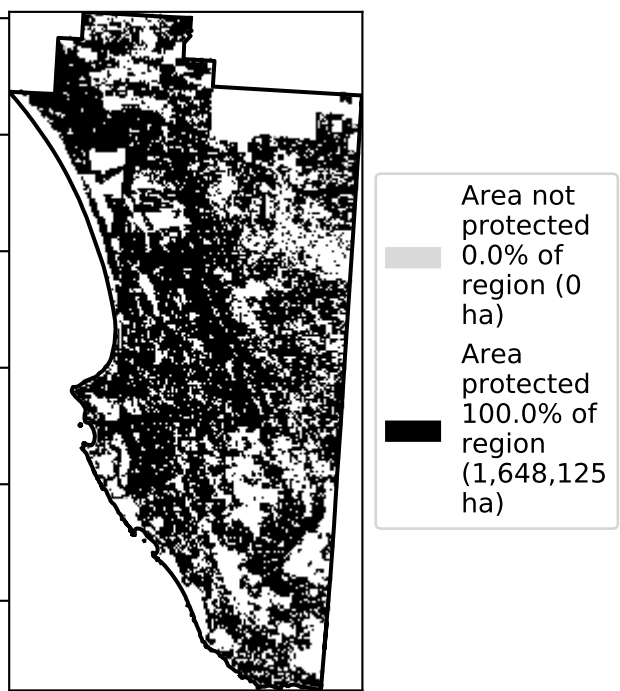 Area not
protected
0.0% of
region (0
ha)
Area
protected
100.0% of
region
(1,648,125
ha)